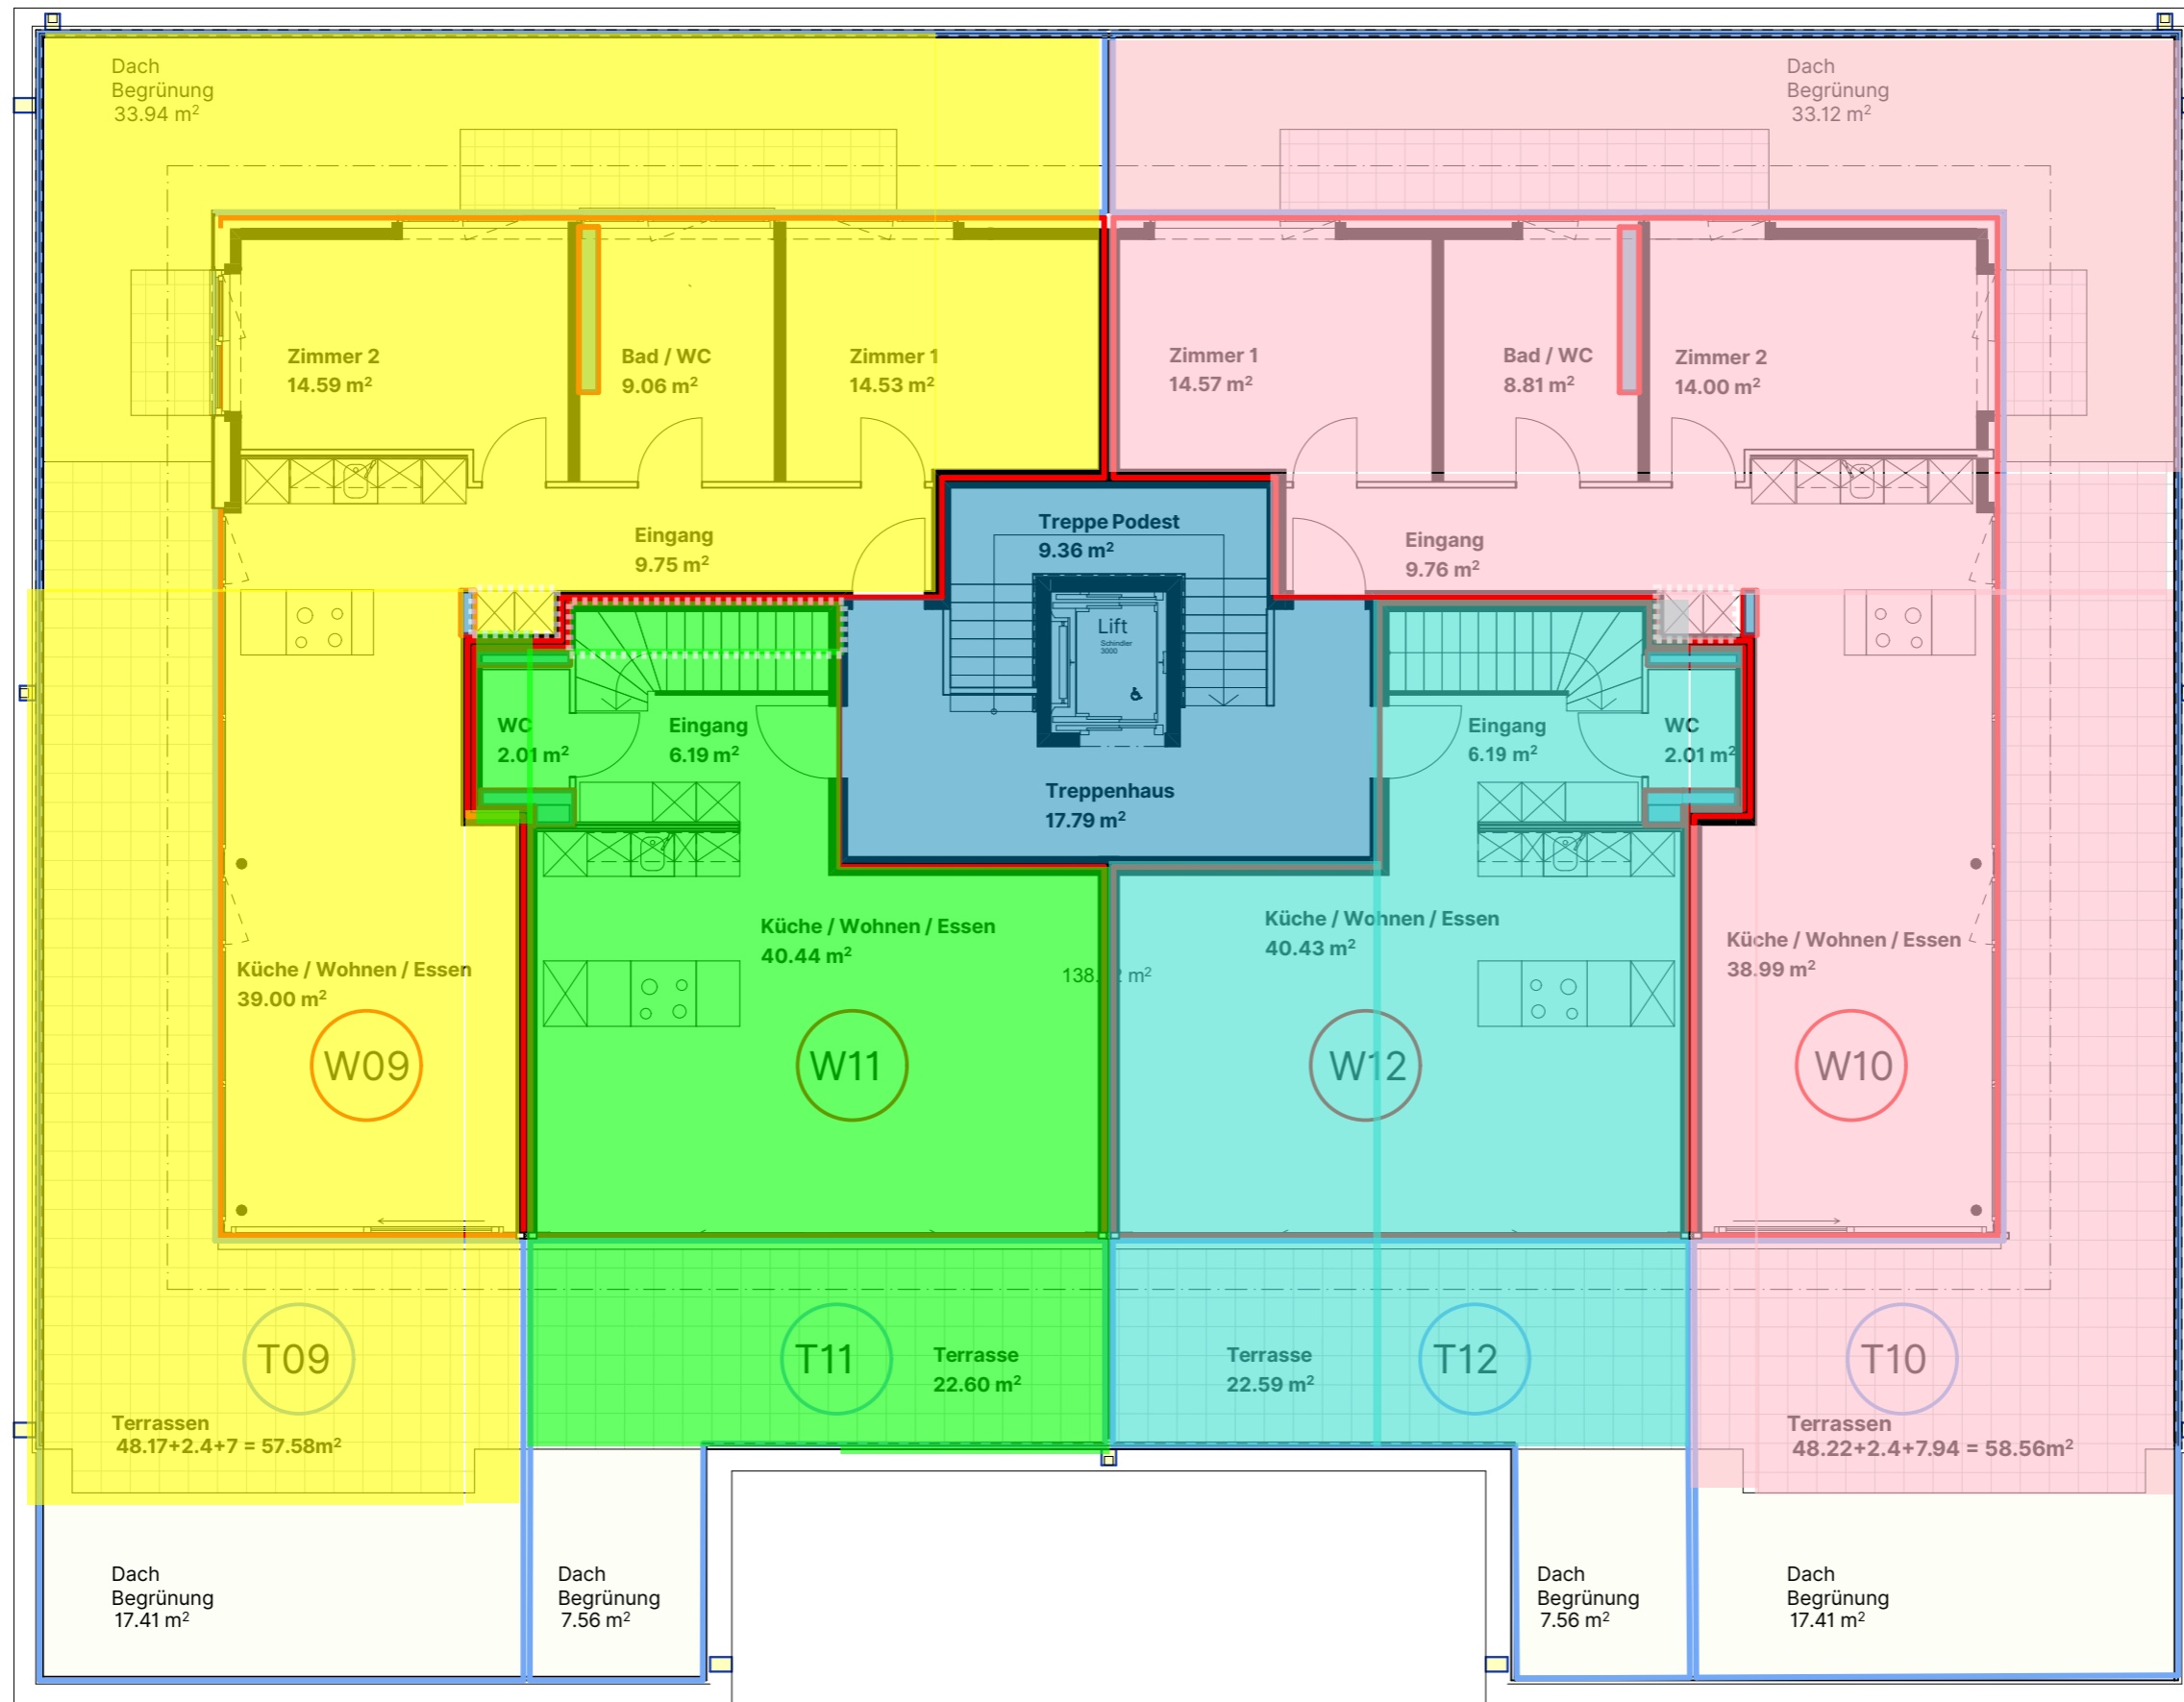 Dach
Begrünung
33.94 m²
Dach
Begrünung
33.12 m²
Zimmer 2
14.59 m²
Bad / WC
9.06 m²
Zimmer 1
14.53 m²
Zimmer 1
14.57 m²
Bad / WC
8.81 m²
Zimmer 2
14.00 m²
Eingang
9.75 m²
Treppe Podest
9.36 m²
Eingang
9.76 m²
Lift
Schindler
3000
WC
2.01 m²
Eingang
6.19 m²
Eingang
6.19 m²
WC
2.01 m²
Treppenhaus
17.79 m²
Küche / Wohnen / Essen
39.00 m²
Küche / Wohnen / Essen
40.44 m²
Küche / Wohnen / Essen
40.43 m²
Küche / Wohnen / Essen
38.99 m²
W09
W11
W12
W10
T09
T11
Terrasse
22.60 m²
Terrasse
22.59 m²
T12
T10
Terrassen
48.17+2.4+7 = 57.58m²
Terrassen
48.22+2.4+7.94 = 58.56m²
Dach
Begrünung
17.41 m²
Dach
Begrünung
7.56 m²
Dach
Begrünung
7.56 m²
Dach
Begrünung
17.41 m²